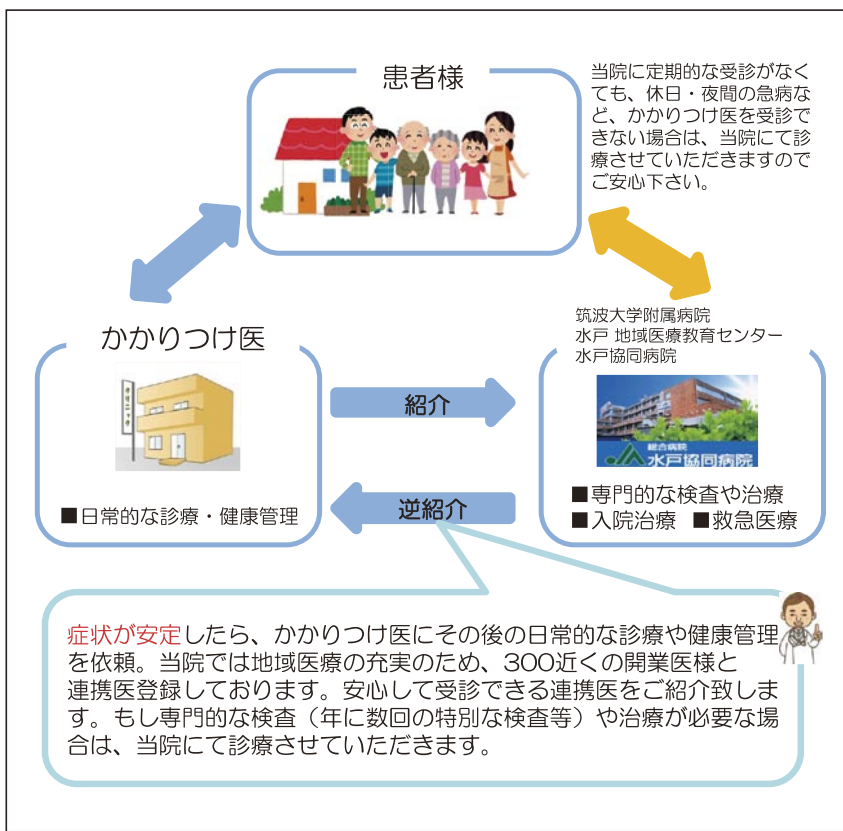 患者様
当院に定期的な受診がなく
ても、休日・夜間の急病な
ど、かかりつけ医を受診で
きない場合は、当院にて診
療させていただきますので
ご安心下さい。
かかりつけ医
クリニック
■日常的な診療・健康管理
紹介
逆紹介
筑波大学附属病院
水戸 地域医療教育センター
水戸協同病院
総合病院
水戸協同病院
■専門的な検査や治療
■入院治療 ■救急医療
症状が安定したら、かかりつけ医にその後の日常的な診療や健康管理
を依頼。当院では地域医療の充実のため、300近くの開業医様と
連携医登録しております。安心して受診できる連携医をご紹介致しま
す。もし専門的な検査（年に数回の特別な検査等）や治療が必要な場
合は、当院にて診療させていただきます。